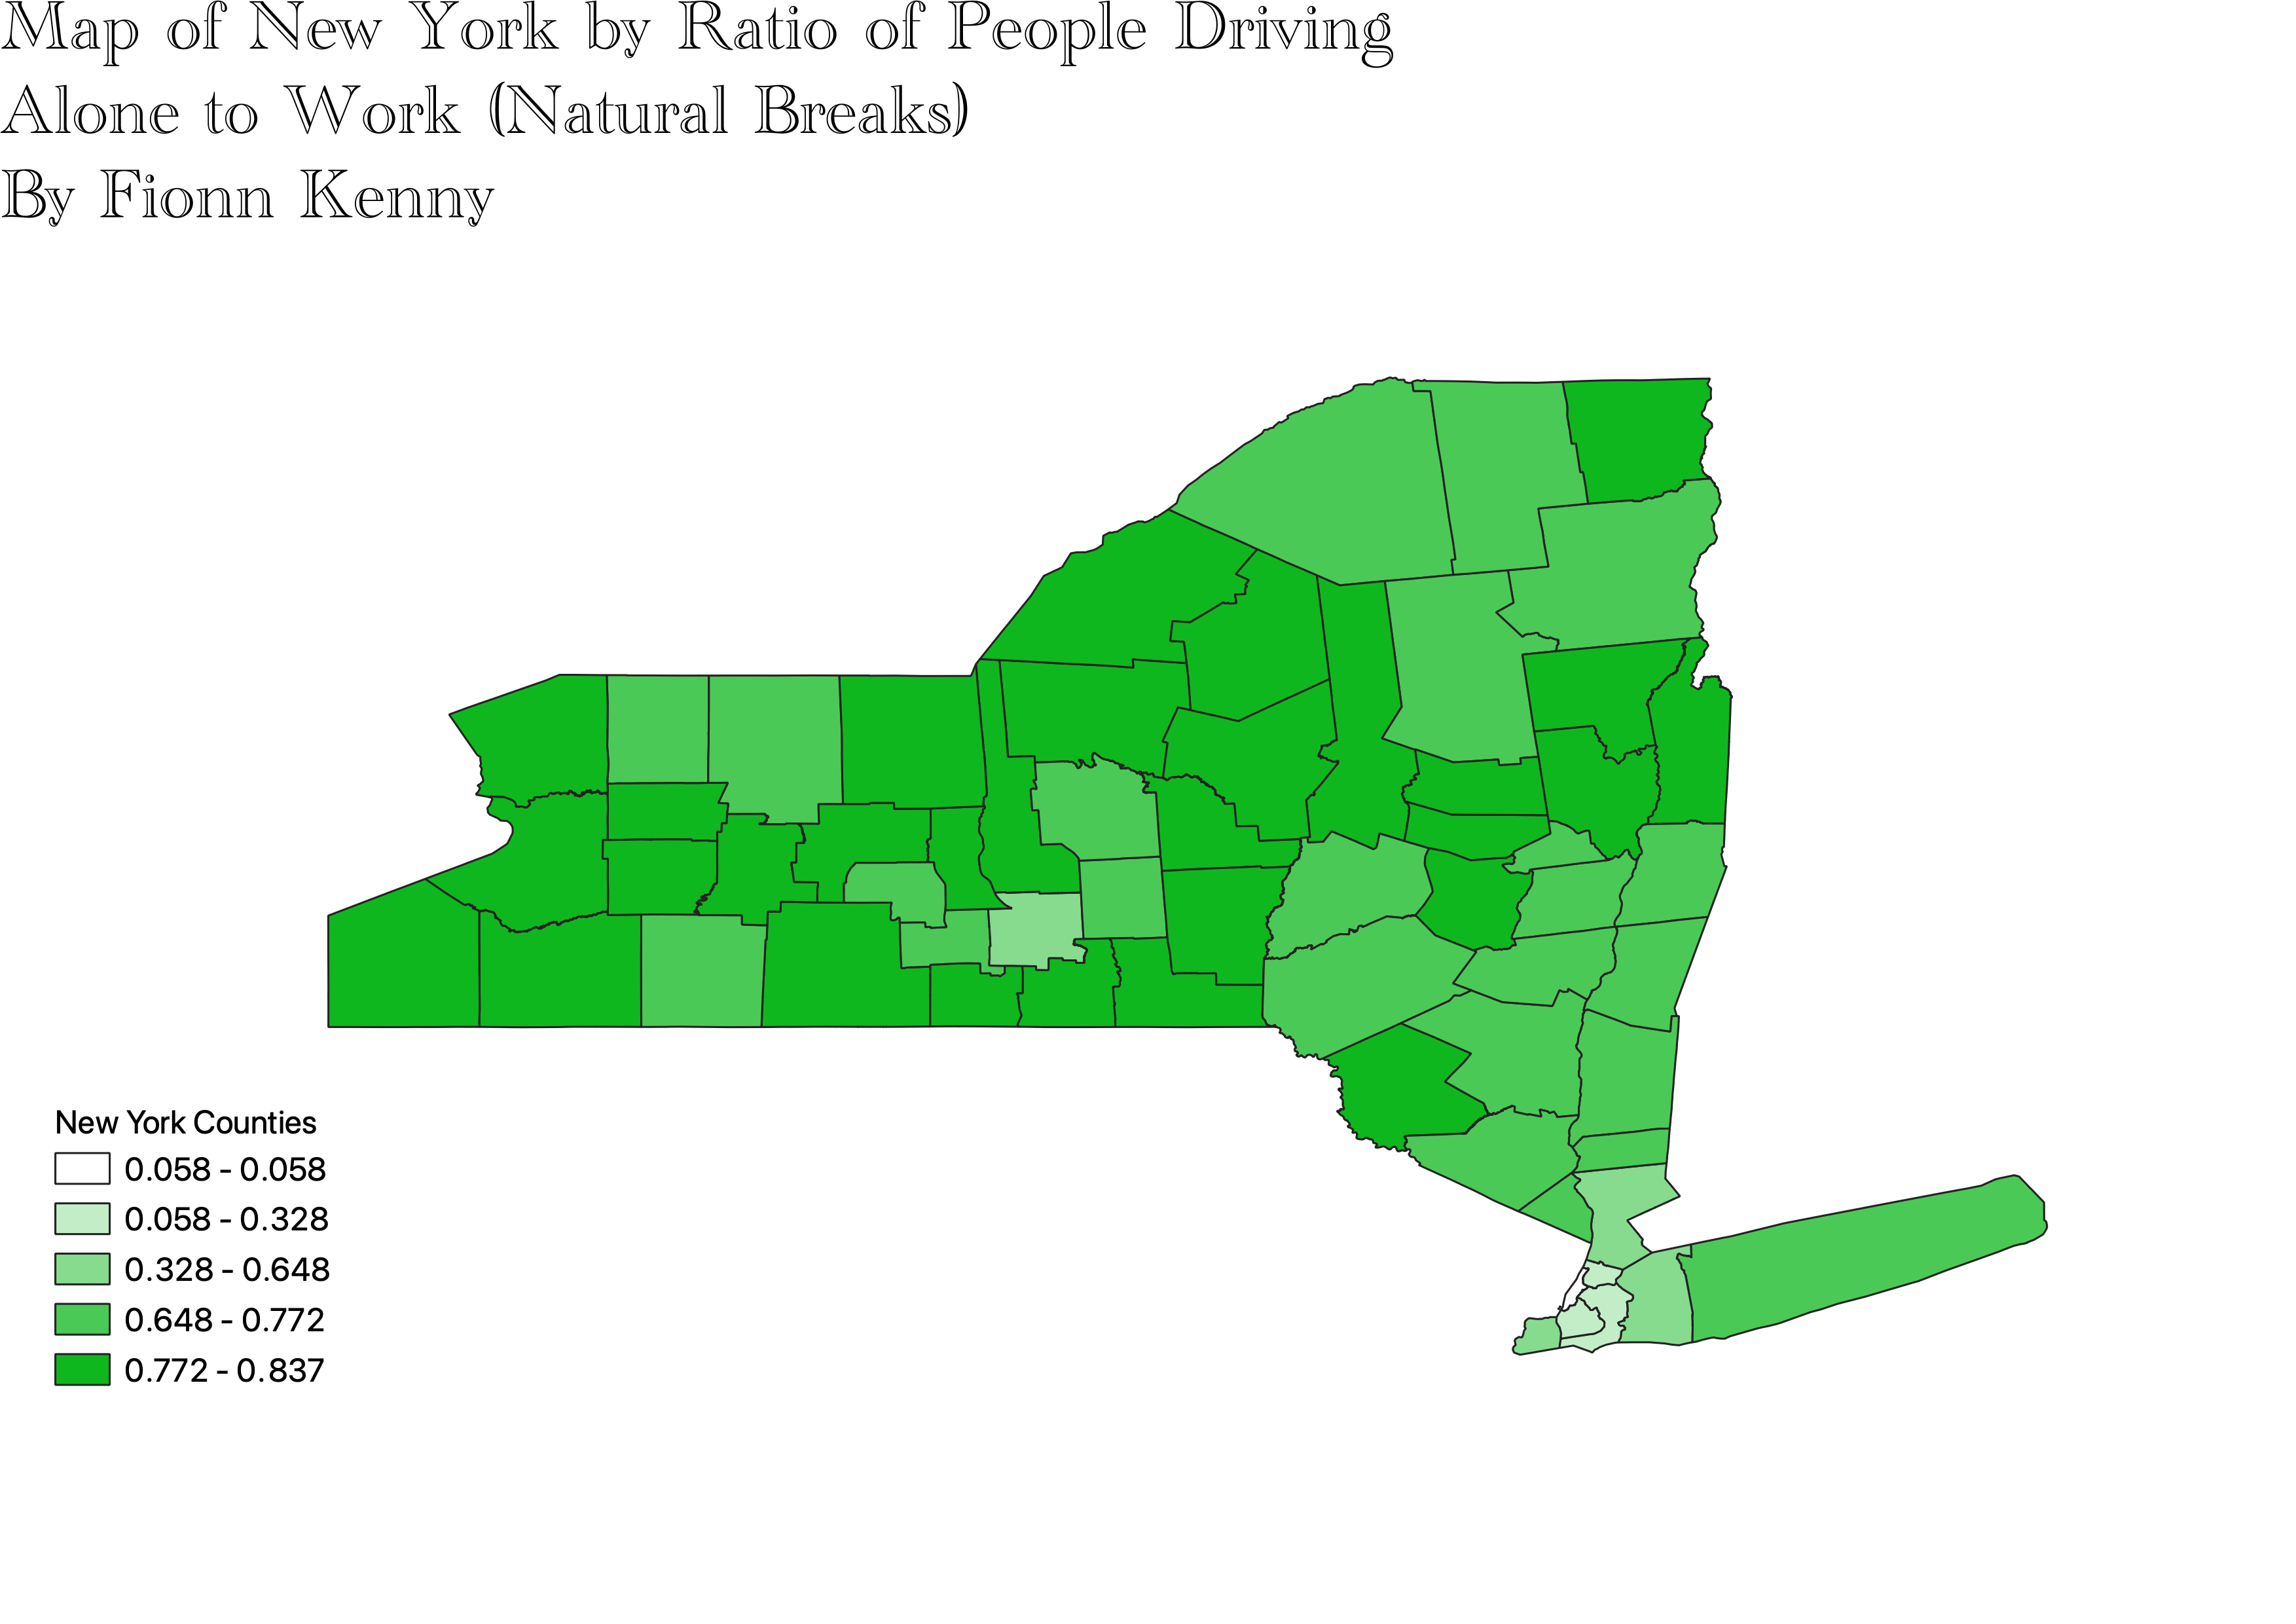 Map of New York by Ratio of People Driving
Alone to Work (Natural Breaks)
By Fionn Kenny
New York Counties
0.058 - 0.058
0.058 - 0.328
0.328 - 0.648
0.648 - 0.772
0.772 - 0.837